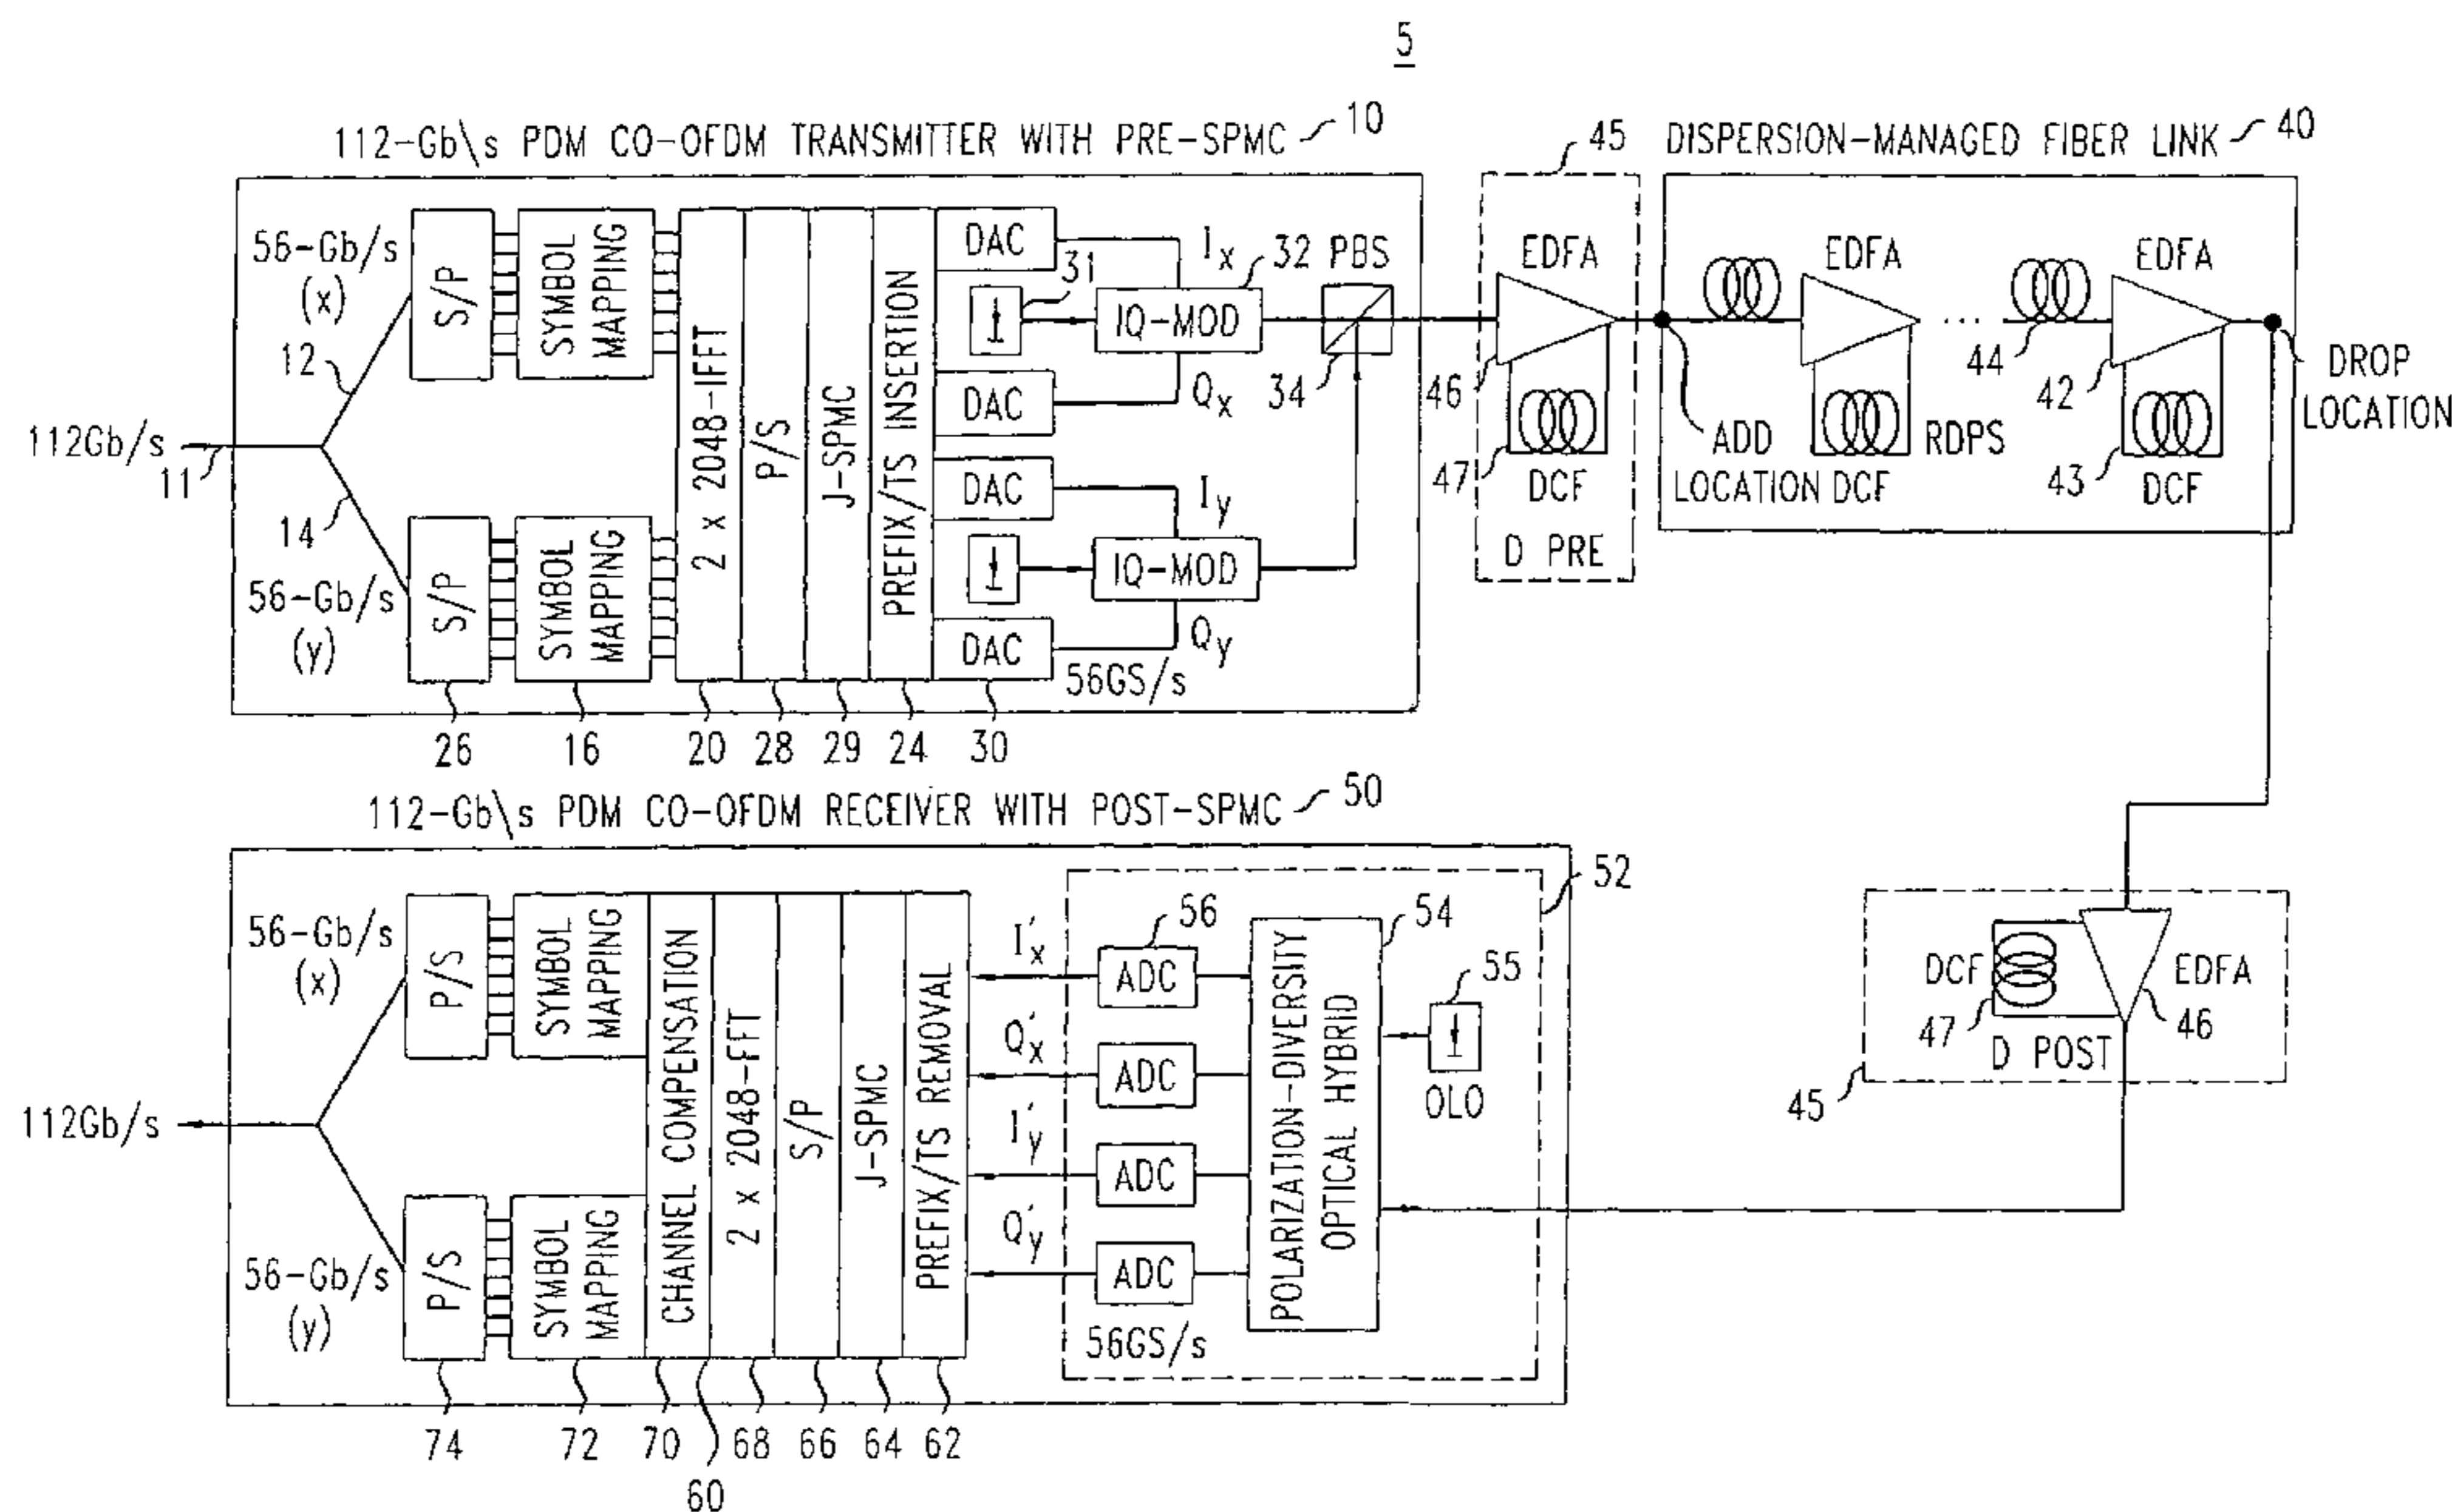 5
112-Gb\s PDM CO-OFDM TRANSMITTER WITH PRE-SPMC 10
45
DISPERSION-MANAGED FIBER LINK 40
56-Gb/s
(x)
12
112Gb/s
11
14
56-Gb/s
(y)
S/P
SYMBOL
MAPPING
S/P
SYMBOL
MAPPING
2 x 2048-IFFT
P/S
J-SPMC
PREFIX/TS INSERTION
DAC
Ix
31
32
PBS
IQ-MOD
DAC
Qx
34
DAC
Iy
IQ-MOD
DAC
Qy
56GS/s
26
16
20
28
29
24
30
EDFA
46
47
DCF
D PRE
ADD
LOCATION
EDFA
DCF
RDPS
...
44
EDFA
42
43
DCF
DROP
LOCATION
112-Gb\s PDM CO-OFDM RECEIVER WITH POST-SPMC 50
56-Gb/s
(x)
112Gb/s
56-Gb/s
(y)
P/S
SYMBOL
MAPPING
P/S
SYMBOL
MAPPING
CHANNEL COMPENSATION
2 x 2048-FFT
S/P
J-SPMC
PREFIX/TS REMOVAL
I'x
Q'x
I'y
Q'y
56
ADC
ADC
ADC
ADC
56GS/s
POLARIZATION-DIVERSITY
OPTICAL HYBRID
54
52
55
OLO
74
72
70
60
68
66
64
62
DCF
EDFA
47
46
D POST
45